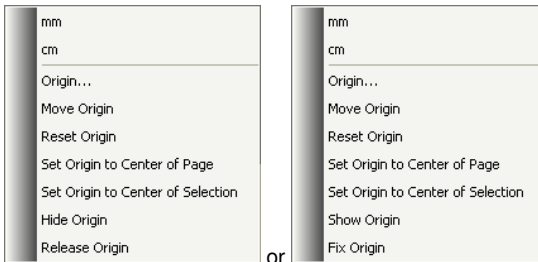 mm
cm
Origin...
Move Origin
Reset Origin
Set Origin to Center of Page
Set Origin to Center of Selection
Hide Origin
Release Origin
or
mm
cm
Origin...
Move Origin
Reset Origin
Set Origin to Center of Page
Set Origin to Center of Selection
Show Origin
Fix Origin